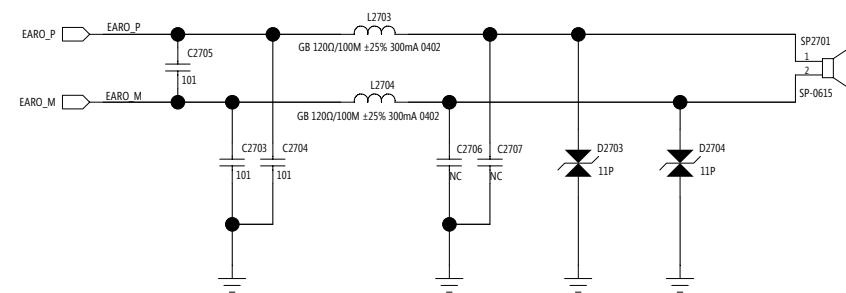 L2703
EARO_P
EARO_P
GB 120Ω/100M ±25% 300mA 0402
SP2701
C2705
1
101
2
L2704
EARO_M
EARO_M
SP-0615
GB 120Ω/100M ±25% 300mA 0402
C2703
C2704
C2706
C2707
D2703
D2704
101
101
NC
NC
11P
11P